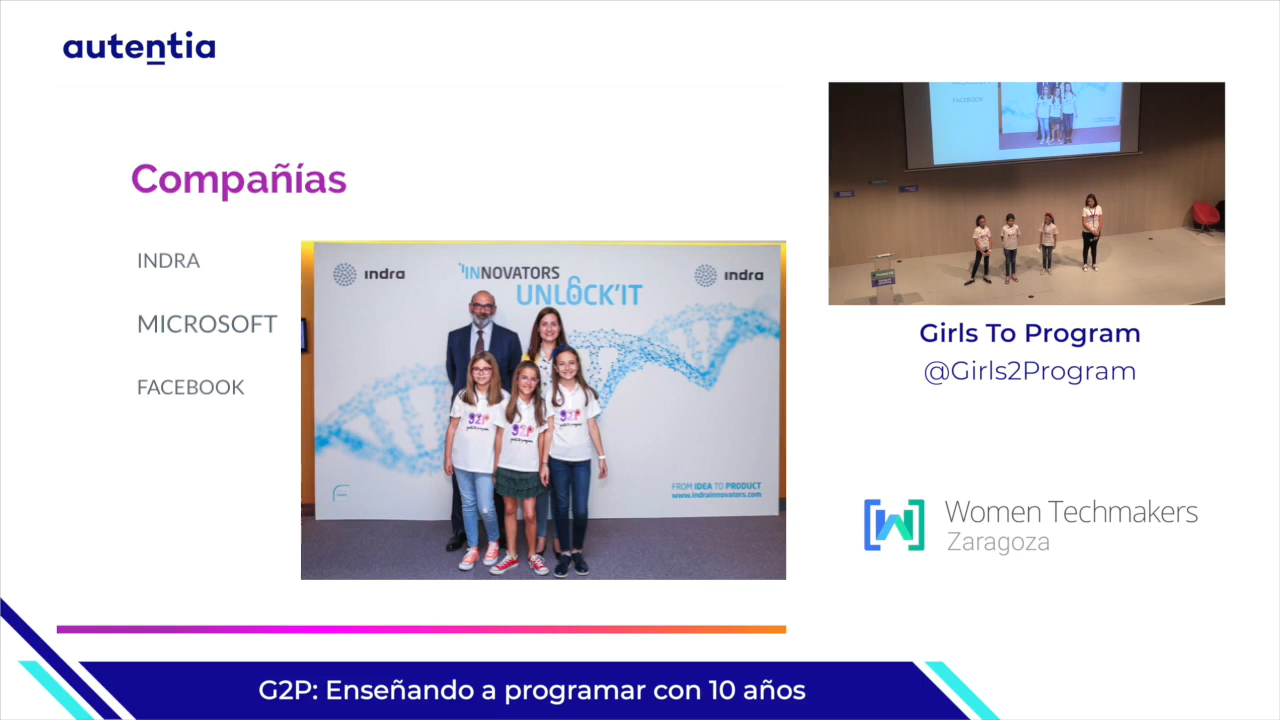 autentia
Compañías
INDRA
MICROSOFT
FACEBOOK
indra
'INNOVATORS
UNLOCK'IT
indra
g2p
g2p
g2p
FROM IDEA TO PRODUCT
www.indrainnovators.com
FACEBOOK
Girls To Program
@Girls2Program
Women Techmakers
Zaragoza
G2P: Enseñando a programar con 10 años